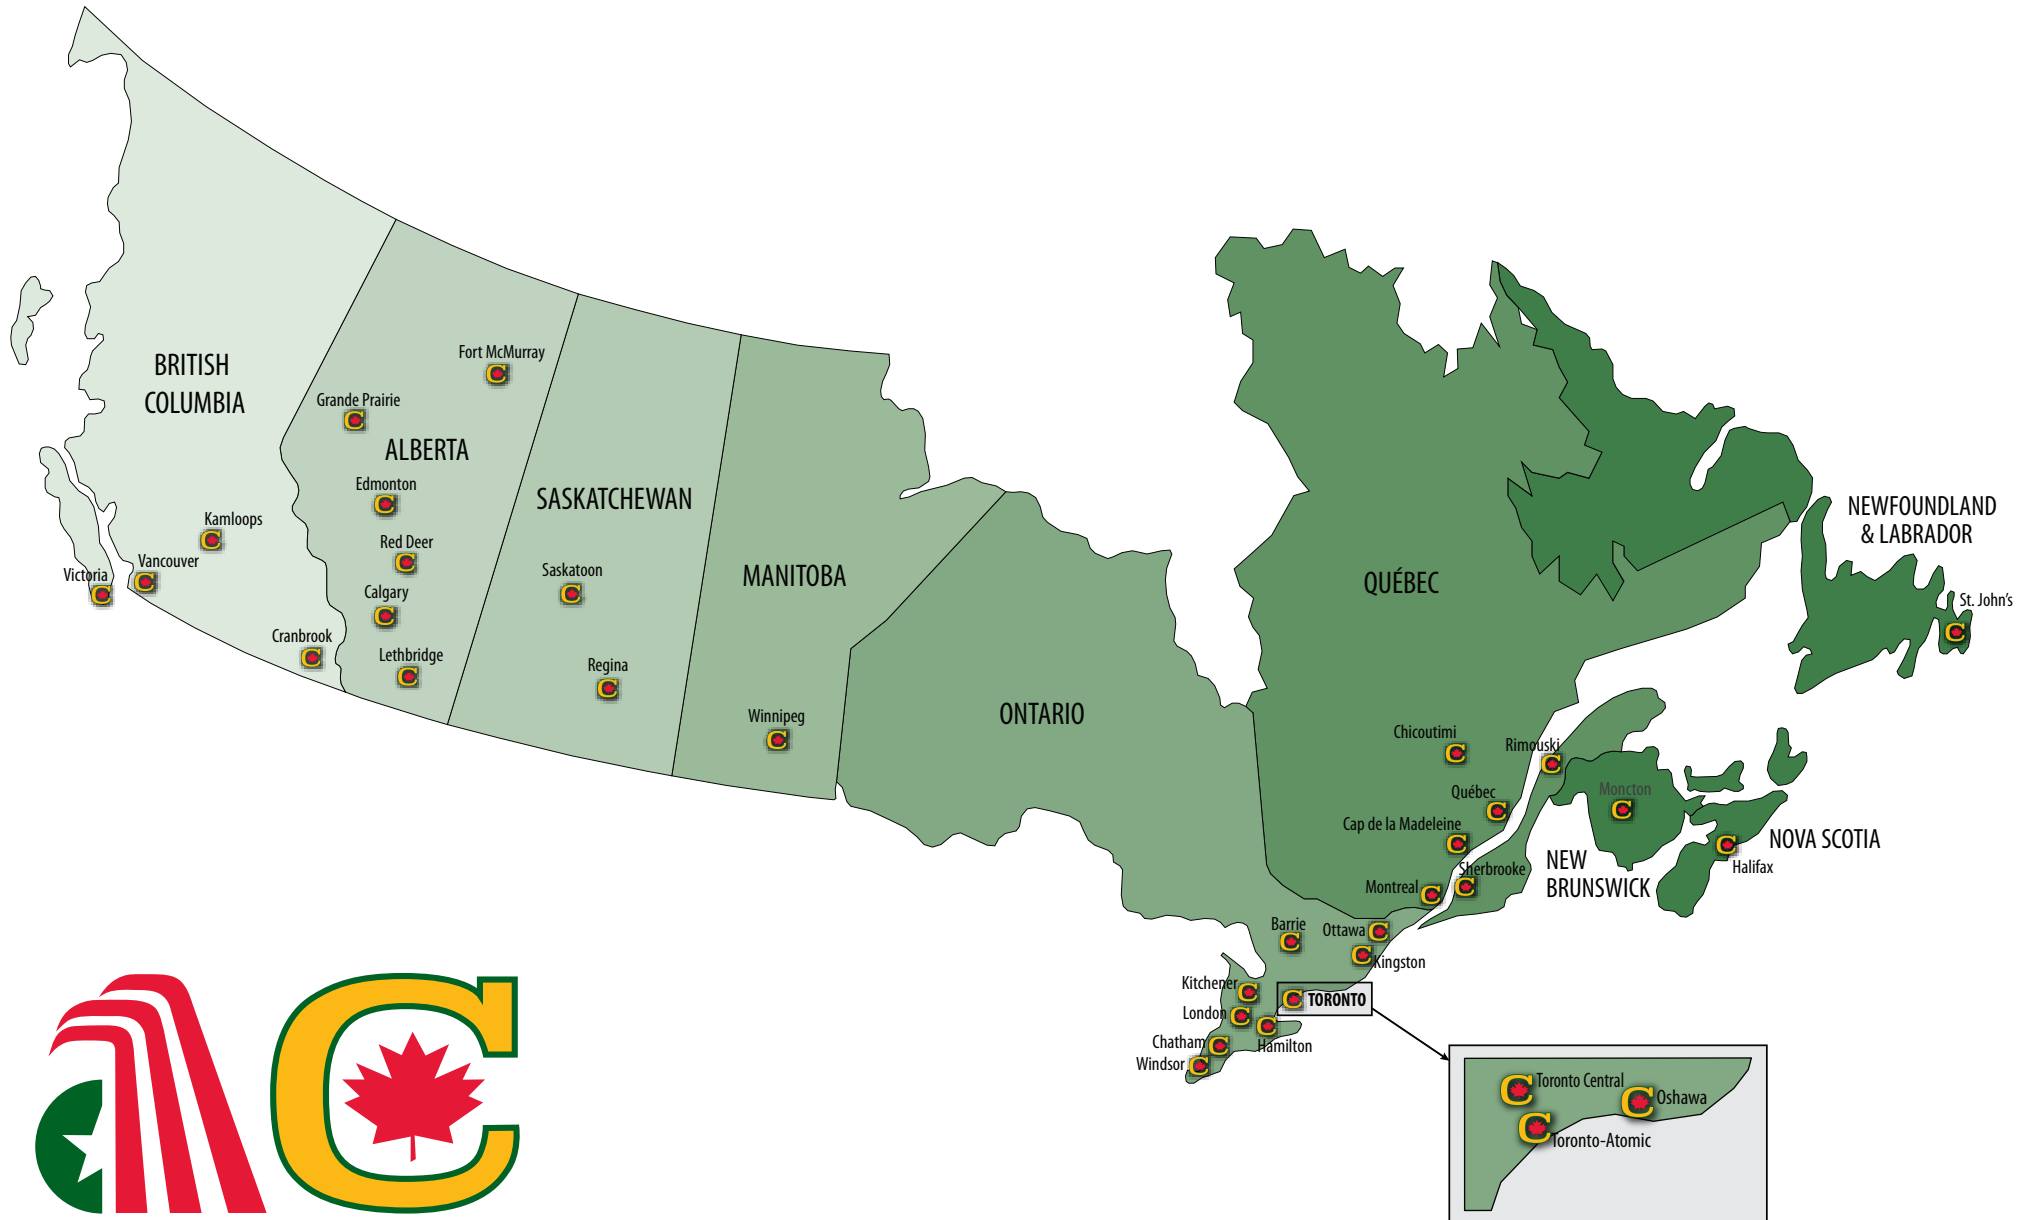 BRITISH
COLUMBIA
Fort McMurray
Grande Prairie
ALBERTA
Edmonton
SASKATCHEWAN
Kamloops
Red Deer
Vancouver
Victoria
Calgary
Saskatoon
MANITOBA
Cranbrook
Lethbridge
Regina
Winnipeg
ONTARIO
QUÉBEC
NEWFOUNDLAND
& LABRADOR
St. John's
Chicoutimi
Rimouski
Québec
Moncton
Cap de la Madeleine
NOVA SCOTIA
Sherbrooke
NEW
BRUNSWICK
Halifax
Montreal
Barrie
Ottawa
Kingston
Kitchener
TORONTO
London
Chatham
Hamilton
Windsor
Toronto Central
Oshawa
Toronto-Atomic
C